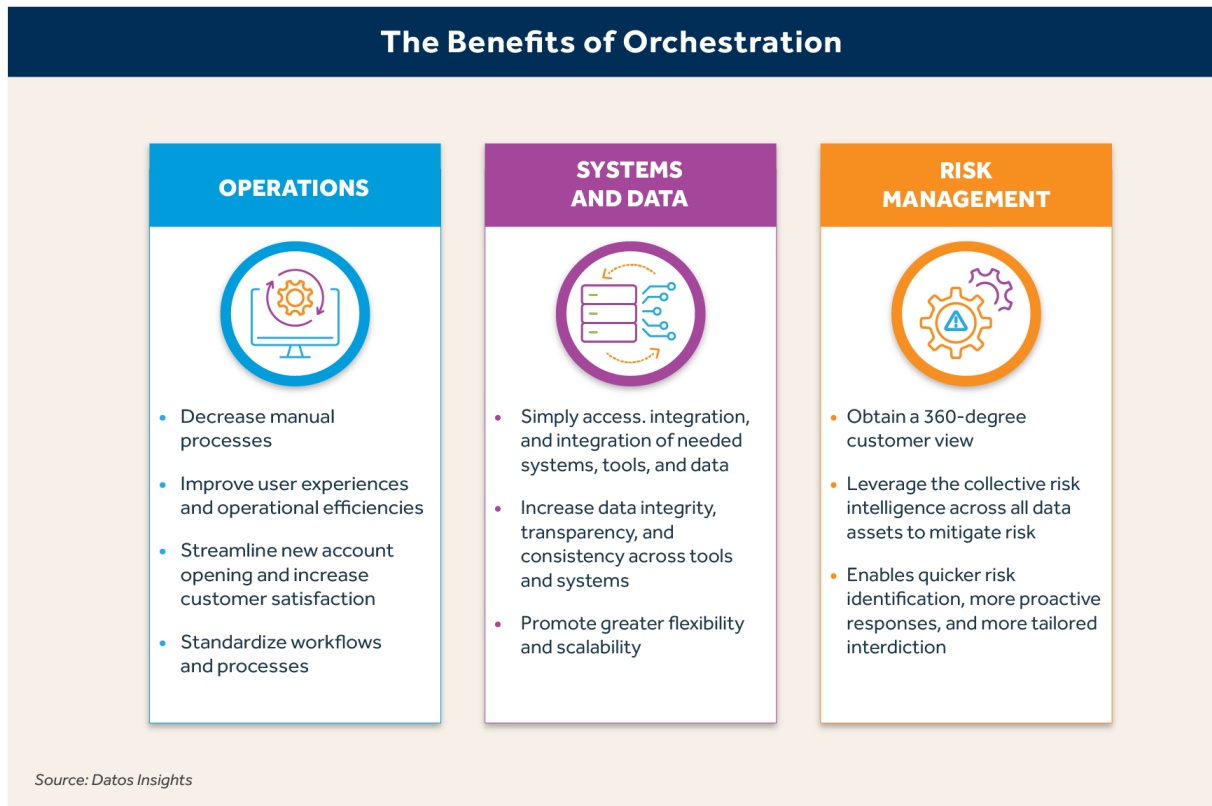 The Benefits of Orchestration
OPERATIONS
Decrease manual
processes
Improve user experiences
and operational efficiencies
Streamline new account
opening and increase
customer satisfaction
Standardize workflows
and processes
SYSTEMS
AND DATA
Simply access. integration,
and integration of needed
systems, tools, and data
Increase data integrity,
transparency, and
consistency across tools
and systems
Promote greater flexibility
and scalability
RISK
MANAGEMENT
Obtain a 360-degree
customer view
Leverage the collective risk
intelligence across all data
assets to mitigate risk
Enables quicker risk
identification, more proactive
responses, and more tailored
interdiction
Source: Datos Insights